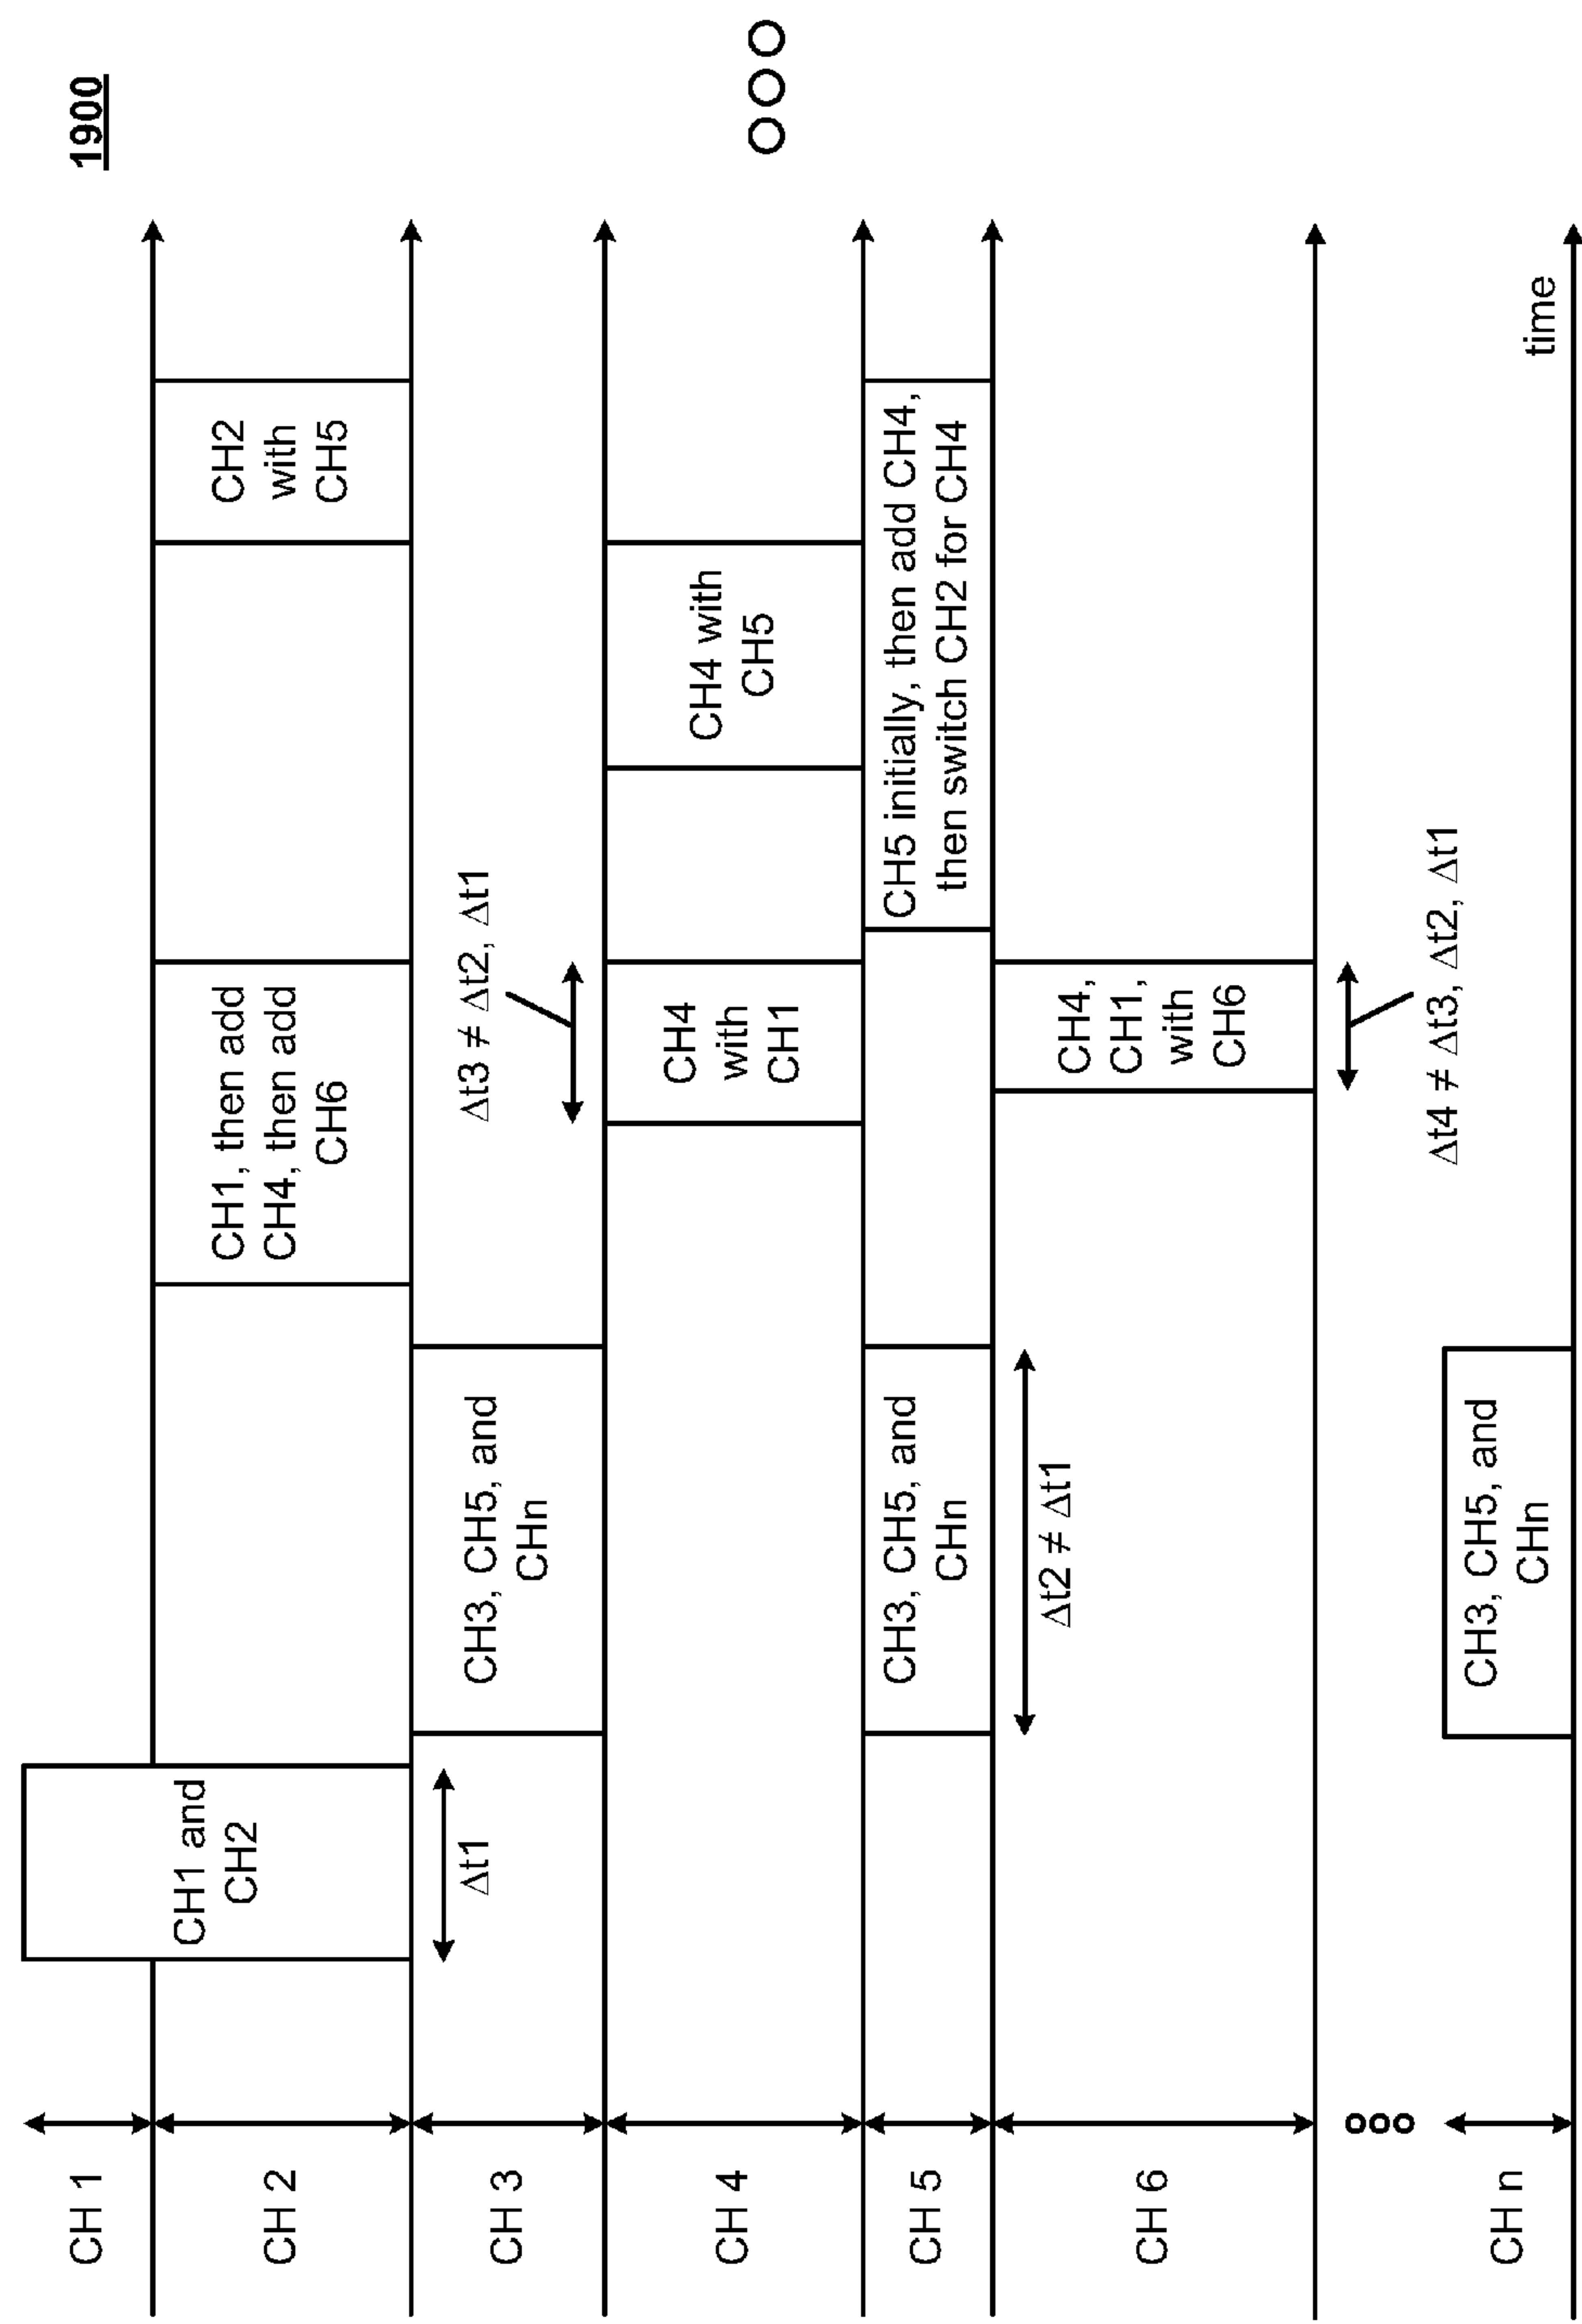 1900
CH 1
CH1 and
CH2
CH 2
CH1, then add
CH4, then add
CH6
CH2
with
CH5
Δt1
CH 3
CH3, CH5, and
CHn
Δt3 ≠ Δt2, Δt1
CH 4
CH4
with
CH1
CH4 with
CH5
CH 5
CH3, CH5, and
CHn
CH5 initially, then add CH4,
then switch CH2 for CH4
Δt2 ≠ Δt1
CH 6
CH4,
CH1,
with
CH6
Δt4 ≠ Δt3, Δt2, Δt1
CH n
CH3, CH5, and
CHn
time